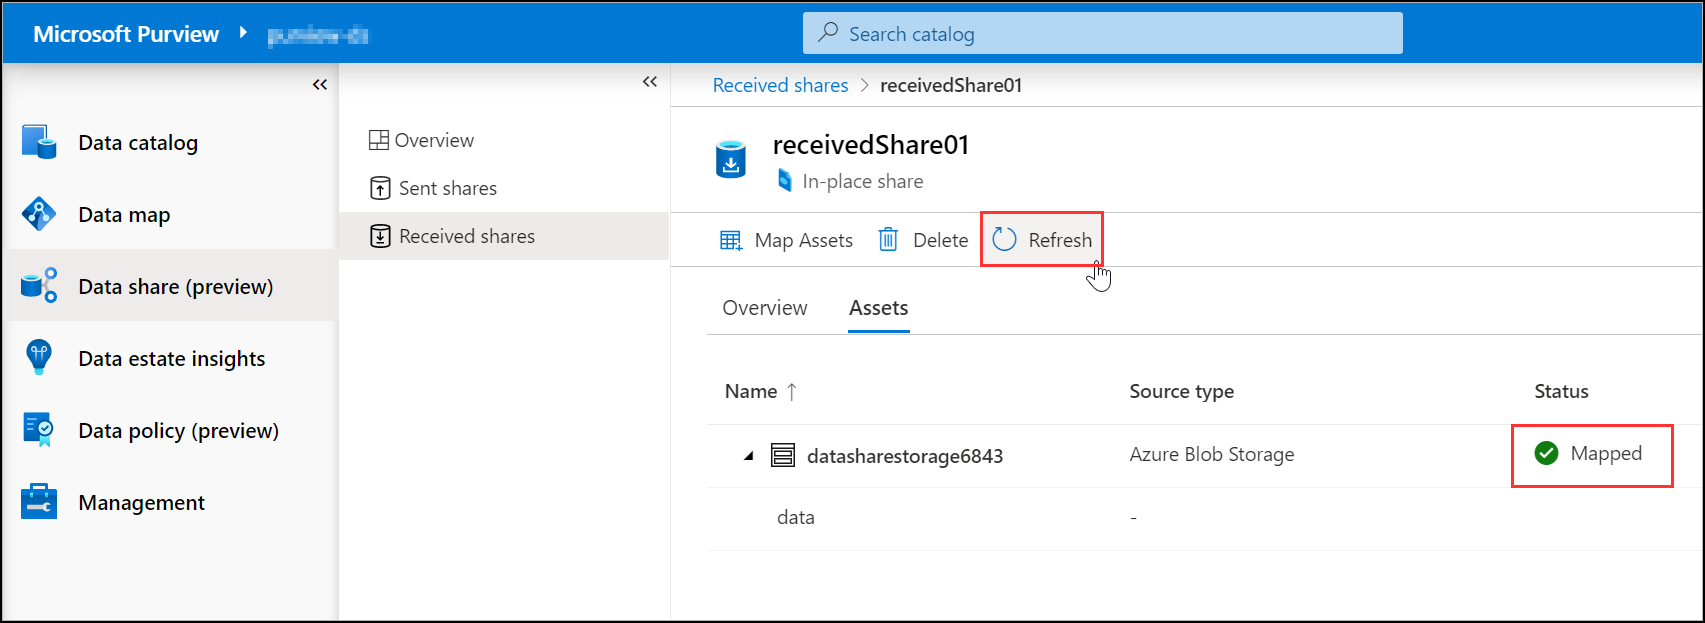 Microsoft Purview
Search catalog
Data catalog
Data map
Data share (preview)
Data estate insights
Data policy (preview)
Management
Overview
Sent shares
Received shares
Received shares > receivedShare01
receivedShare01
In-place share
Map Assets Delete Refresh
Overview Assets
Name ↑ Source type Status
datasharestorage6843 Azure Blob Storage Mapped
data -